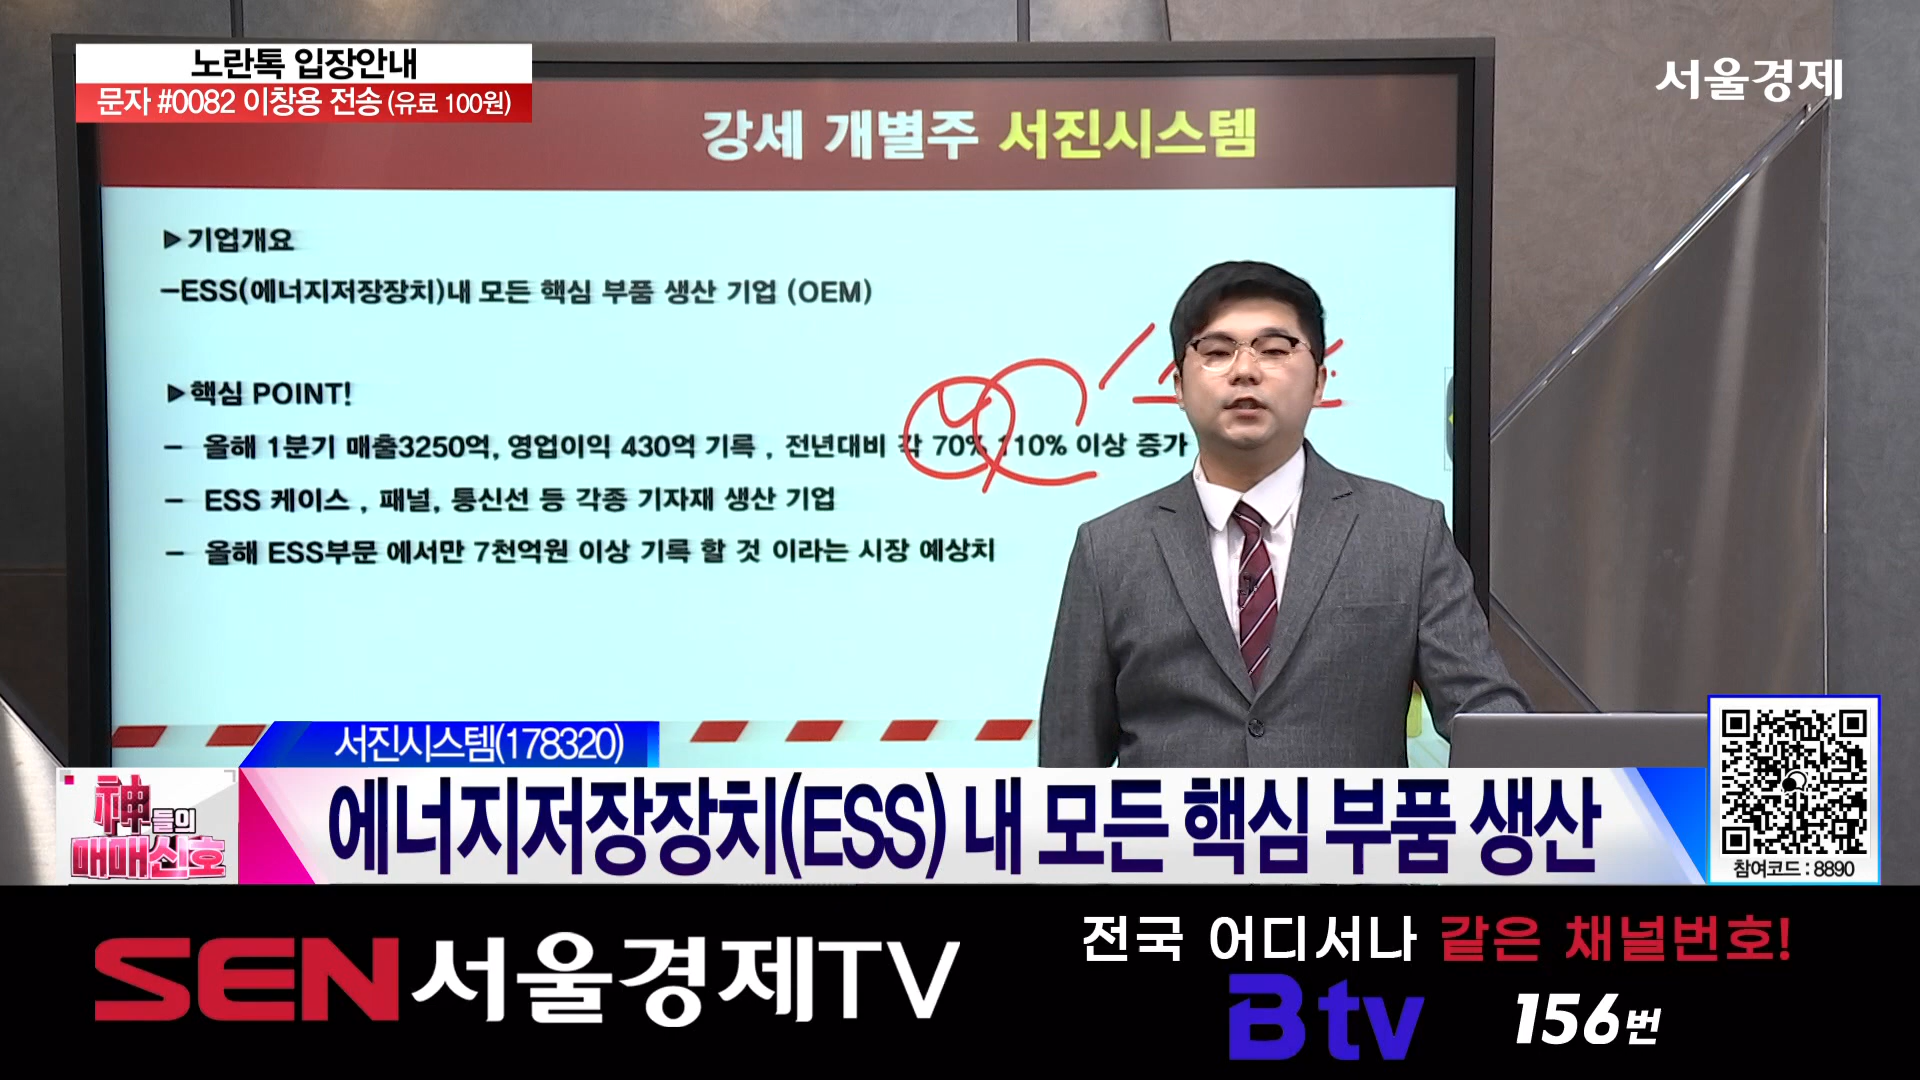 노란톡 입장안내
문자 #0082 이창용 전송 (유료 100원)
서울경제
강세 개별주 서진시스템
▶기업개요
-ESS(에너지저장장치)내 모든 핵심 부품 생산 기업 (OEM)
▶핵심 POINT!
- 올해 1분기 매출3250억, 영업이익 430억 기록 , 전년대비 각 70% 110% 이상 증가
- ESS 케이스 , 패널, 통신선 등 각종 기자재 생산 기업
- 올해 ESS부문 에서만 7천억원 이상 기록 할 것 이라는 시장 예상치
서진시스템(178320)
神들의
매매신호
에너지저장장치(ESS) 내 모든 핵심 부품 생산
참여코드 : 8890
SEN서울경제TV
전국 어디서나 같은 채널번호!
B tv
156번